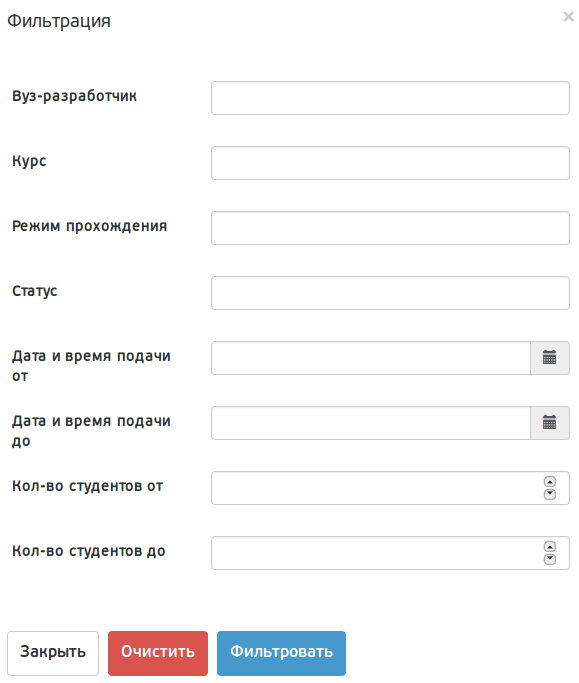 Фильтрация
Вуз-разработчик
Курс
Режим прохождения
Статус
Дата и время подачи
от
Дата и время подачи
до
Кол-во студентов от
Кол-во студентов до
Закрыть Очистить Фильтровать